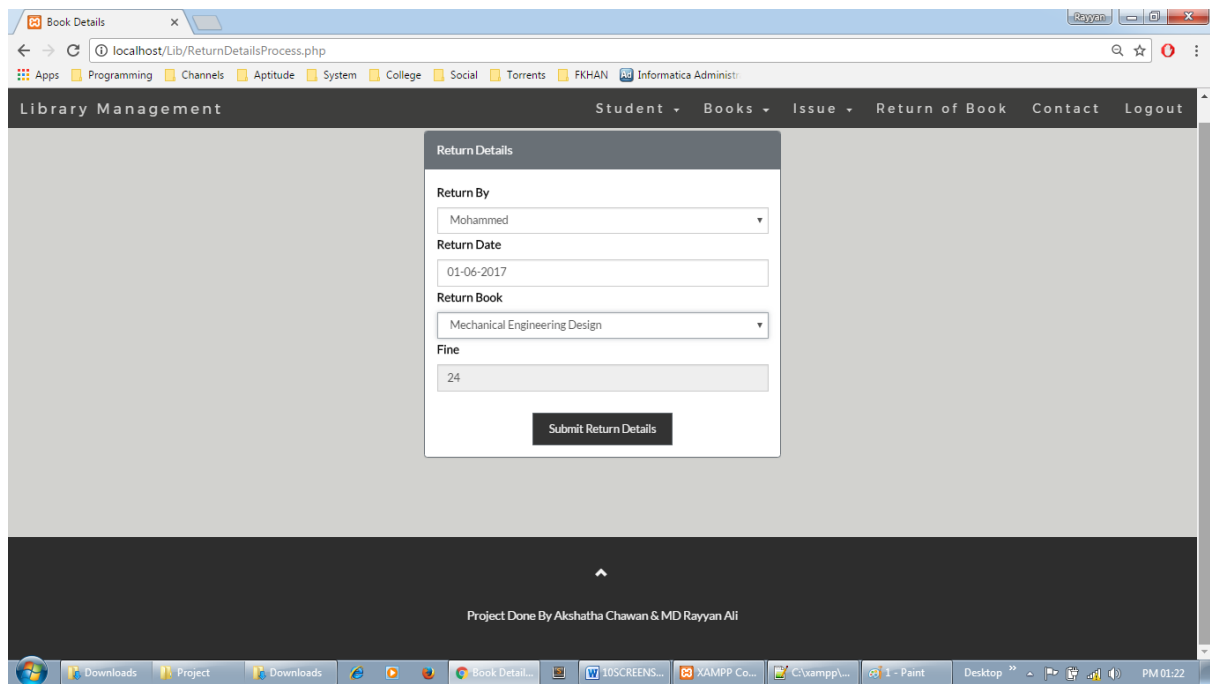 Book Details
Rayyan
localhost/Lib/ReturnDetailsProcess.php
Apps Programming Channels Aptitude System College Social Torrents FKHAN Informatica Administr
Library Management Student Books Issue Return of Book Contact Logout
Return Details
Return By
Mohammed
Return Date
01-06-2017
Return Book
Mechanical Engineering Design
Fine
24
Submit Return Details
Project Done By Akshatha Chawan & MD Rayyan Ali
Downloads Project Downloads Book Detail... 10SCREENS... XAMPP Co... C:\xampp\... 1 - Paint Desktop » PM 01:22